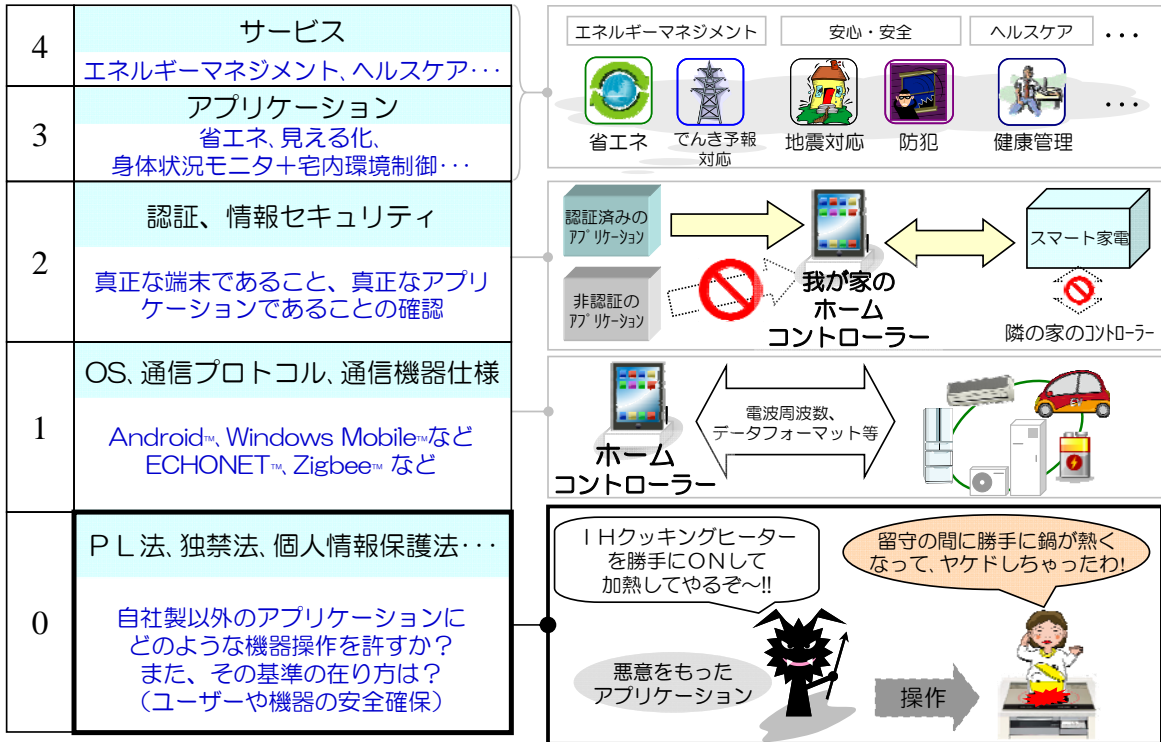 4
サービス
エネルギーマネジメント、ヘルスケア・・・
3
アプリケーション
省エネ、見える化、
身体状況モニタ＋宅内環境制御・・・
2
認証、情報セキュリティ
真正な端末であること、真正なアプリ
ケーションであることの確認
1
OS、通信プロトコル、通信機器仕様
Android™、Windows Mobile™など
ECHONET™、Zigbee™ など
0
ＰＬ法、独禁法、個人情報保護法・・・
自社製以外のアプリケーションに
どのような機器操作を許すか？
また、その基準の在り方は？
（ユーザーや機器の安全確保）
エネルギーマネジメント
安心・安全
ヘルスケア
・・・
省エネ
でんき予報
対応
地震対応
防犯
健康管理
・・・
認証済みの
ｱﾌﾟﾘｹｰｼｮﾝ
非認証の
ｱﾌﾟﾘｹｰｼｮﾝ
我が家の
ホーム
コントローラー
スマート家電
隣の家のｺﾝﾄﾛｰﾗｰ
ホーム
コントローラー
電波周波数、
データフォーマット等
EV
ＩＨクッキングヒーター
を勝手にＯＮして
加熱してやるぞ～!!
悪意をもった
アプリケーション
操作
留守の間に勝手に鍋が熱く
なって、ヤケドしちゃったわ!